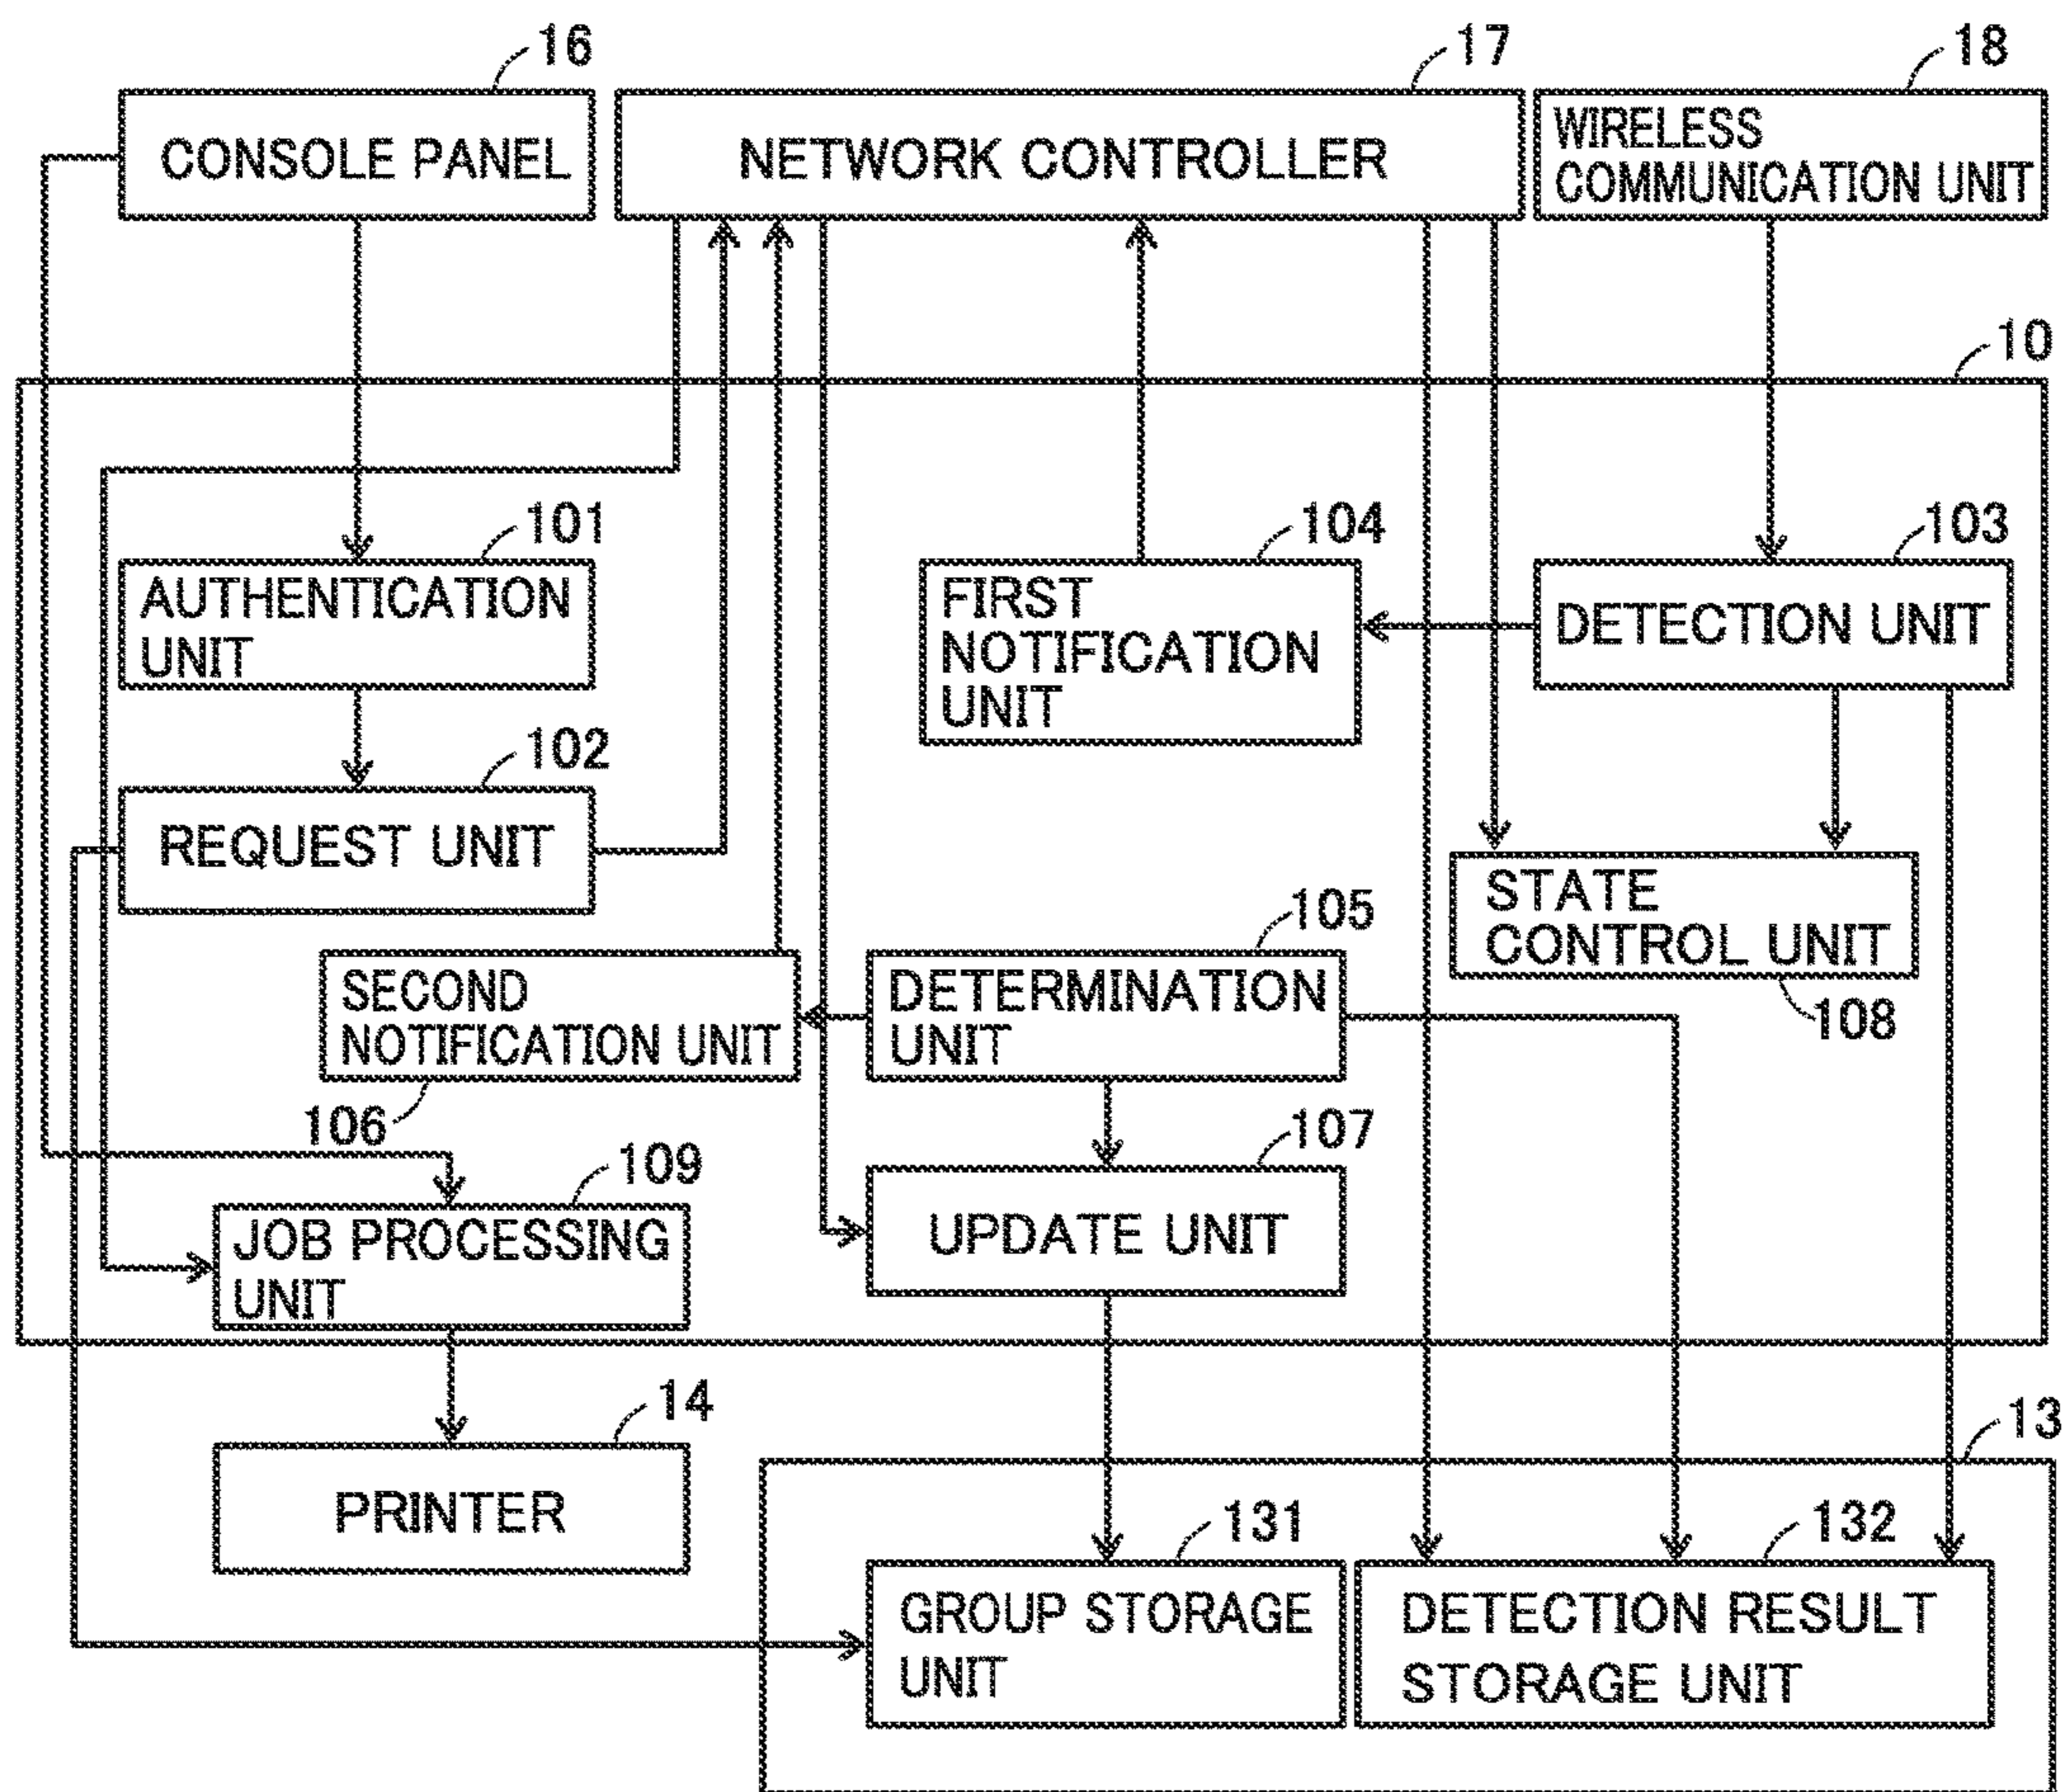 16
17
18
CONSOLE PANEL
NETWORK CONTROLLER
WIRELESS
COMMUNICATION UNIT
10
101
104
103
AUTHENTICATION
UNIT
FIRST
NOTIFICATION
UNIT
DETECTION UNIT
102
REQUEST UNIT
105
STATE
CONTROL UNIT
108
SECOND
NOTIFICATION UNIT
106
DETERMINATION
UNIT
107
109
JOB PROCESSING
UNIT
UPDATE UNIT
14
13
PRINTER
131
132
GROUP STORAGE
UNIT
DETECTION RESULT
STORAGE UNIT